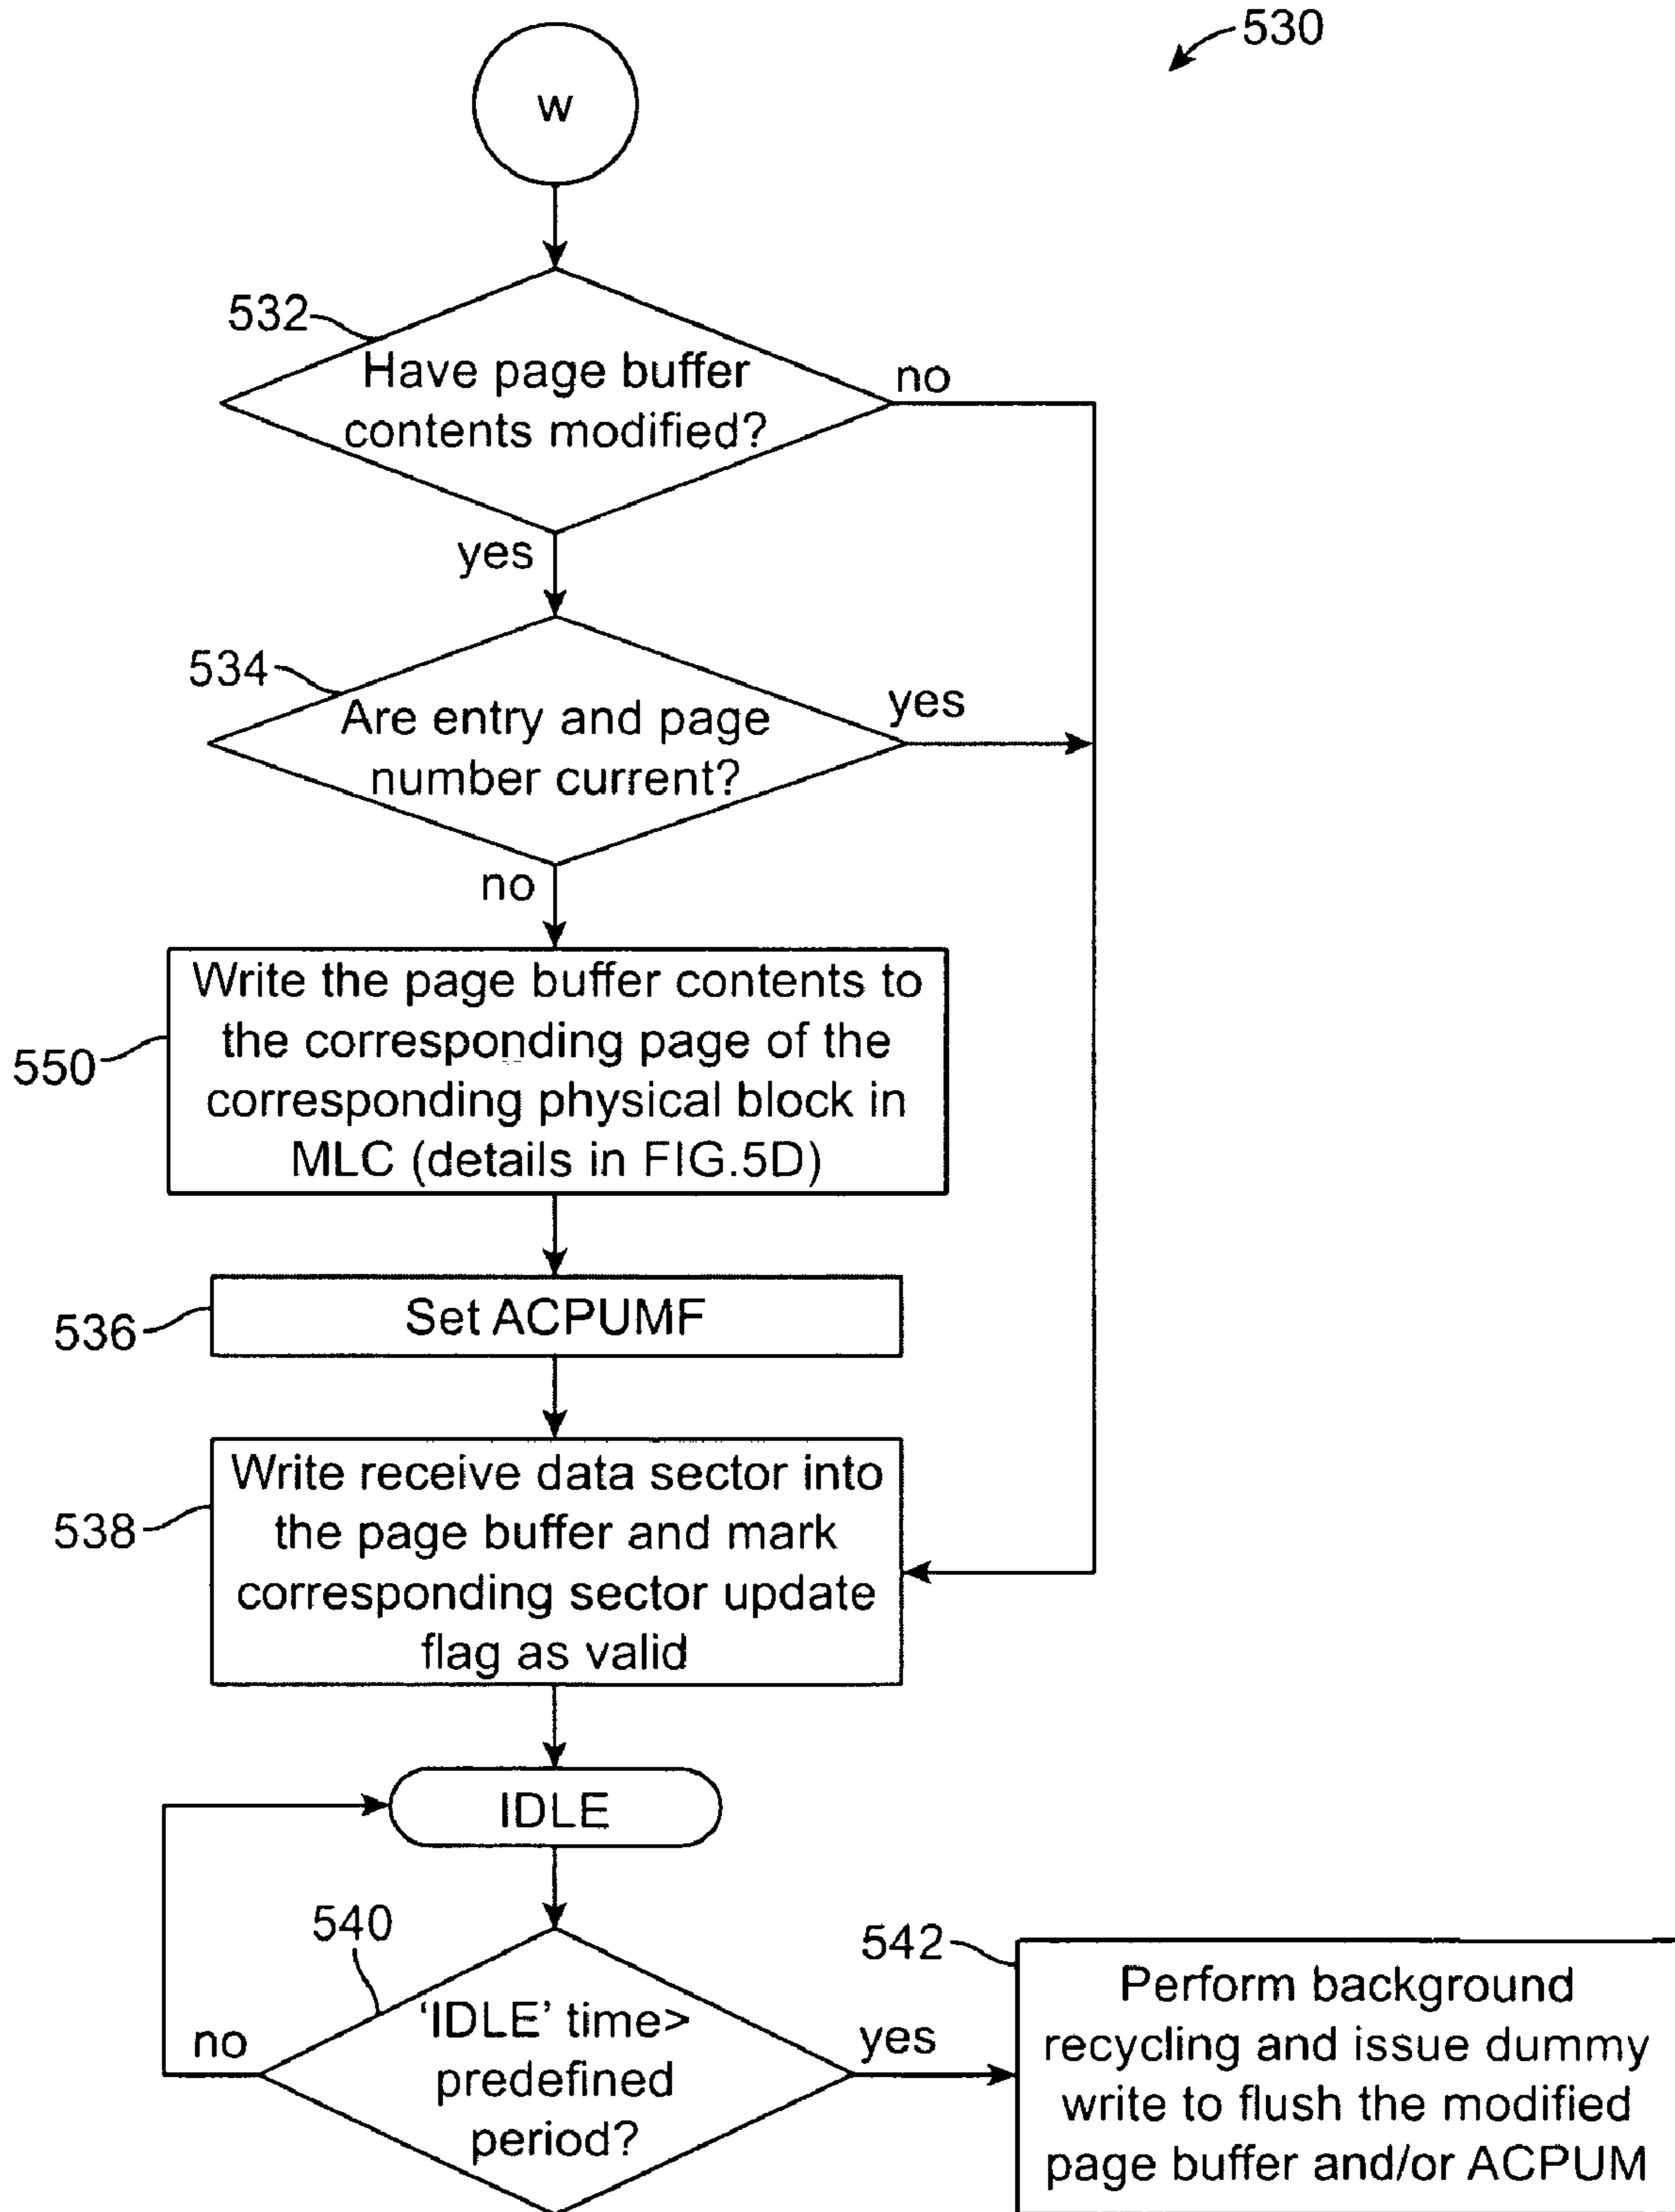 530
w
532
Have page buffer
contents modified?
no
yes
534
Are entry and page
number current?
yes
no
550
Write the page buffer contents to
the corresponding page of the
corresponding physical block in
MLC (details in FIG.5D)
536
Set ACPUMF
538
Write receive data sector into
the page buffer and mark
corresponding sector update
flag as valid
IDLE
540
‘IDLE’ time>
predefined
period?
no
yes
542
Perform background
recycling and issue dummy
write to flush the modified
page buffer and/or ACPUM